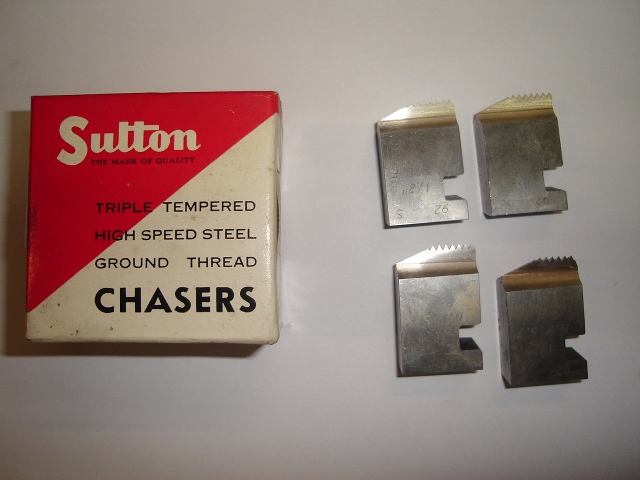 Sutton
THE MARK OF QUALITY
TRIPLE TEMPERED
HIGH SPEED STEEL
GROUND THREAD
CHASERS